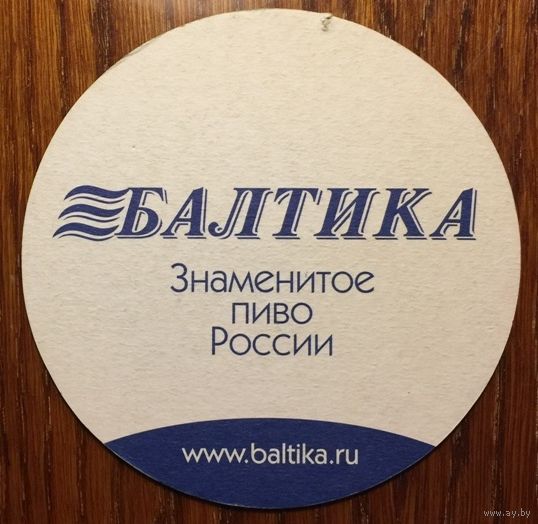 БАЛТИКА
Знаменитое
пиво
России
www.baltika.ru
www.ay.by